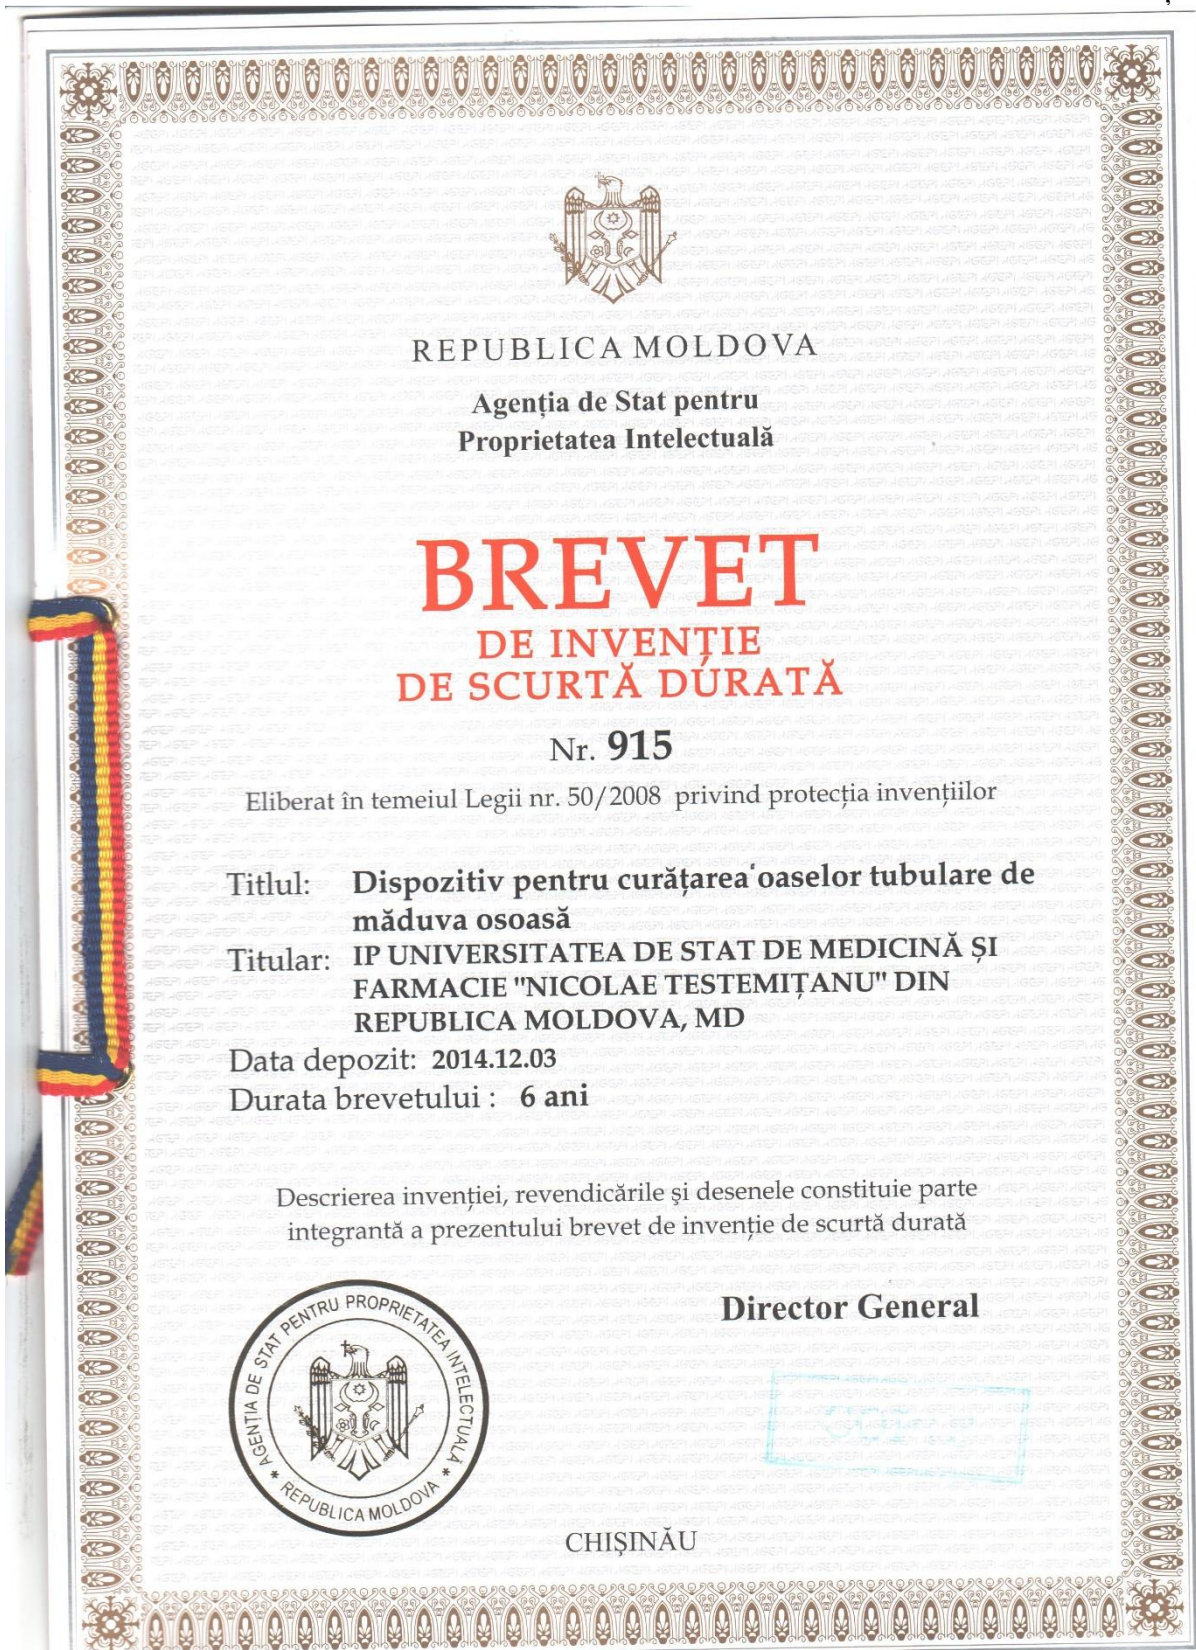 REPUBLICA MOLDOVA
Agenția de Stat pentru
Proprietatea Intelectuală
BREVET
DE INVENȚIE
DE SCURTĂ DURATĂ
Nr. 915
Eliberat în temeiul Legii nr. 50/2008 privind protecția invențiilor
Titlul: Dispozitiv pentru curățarea oaselor tubulare de
măduva osoasă
Titular: IP UNIVERSITATEA DE STAT DE MEDICINĂ ȘI
FARMACIE "NICOLAE TESTEMIȚANU" DIN
REPUBLICA MOLDOVA, MD
Data depozit: 2014.12.03
Durata brevetului : 6 ani
Descrierea invenției, revendicările şi desenele constituie parte
integrantă a prezentului brevet de invenție de scurtă durată
Director General
* AGENȚIA DE STAT PENTRU PROPRIETATEA INTELECTUALĂ *
REPUBLICA MOLDOVA
CHIŞINĂU